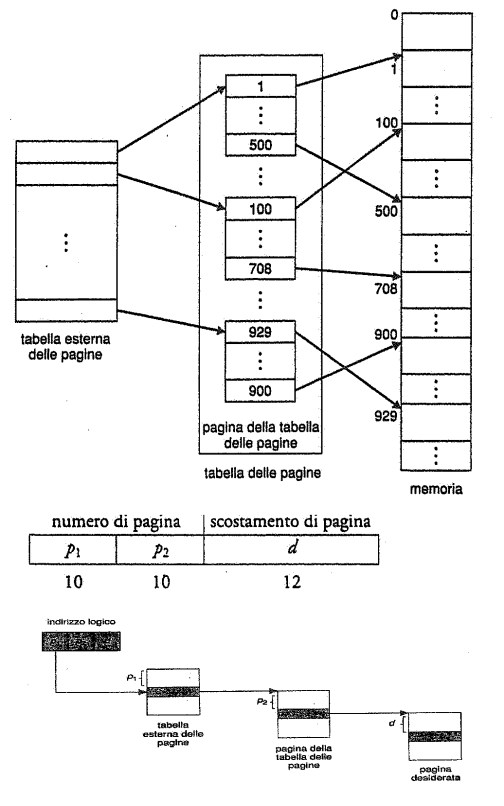 0
1
100
500
708
900
929
memoria
1
500
100
708
929
900
pagina della tabella
delle pagine
tabella delle pagine
tabella esterna
delle pagine
numero di pagina scostamento di pagina
p1 p2 d
10 10 12
indirizzo logico
p1
tabella
esterna delle
pagine
p2
pagina della
tabella delle
pagine
d
pagina
desiderata